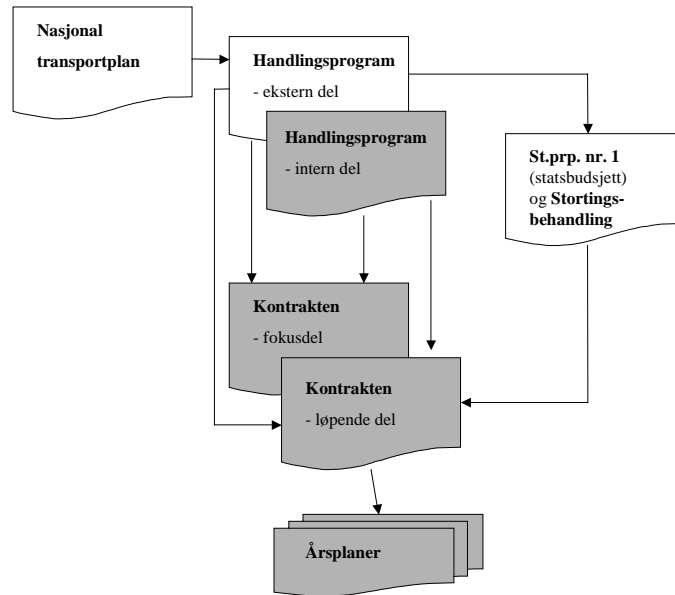 Nasjonal
transportplan
Handlingsprogram
- ekstern del
Handlingsprogram
- intern del
St.prp. nr. 1
(statsbudsjett)
og Stortings-
behandling
Kontrakten
- fokusdel
Kontrakten
- løpende del
Årsplaner